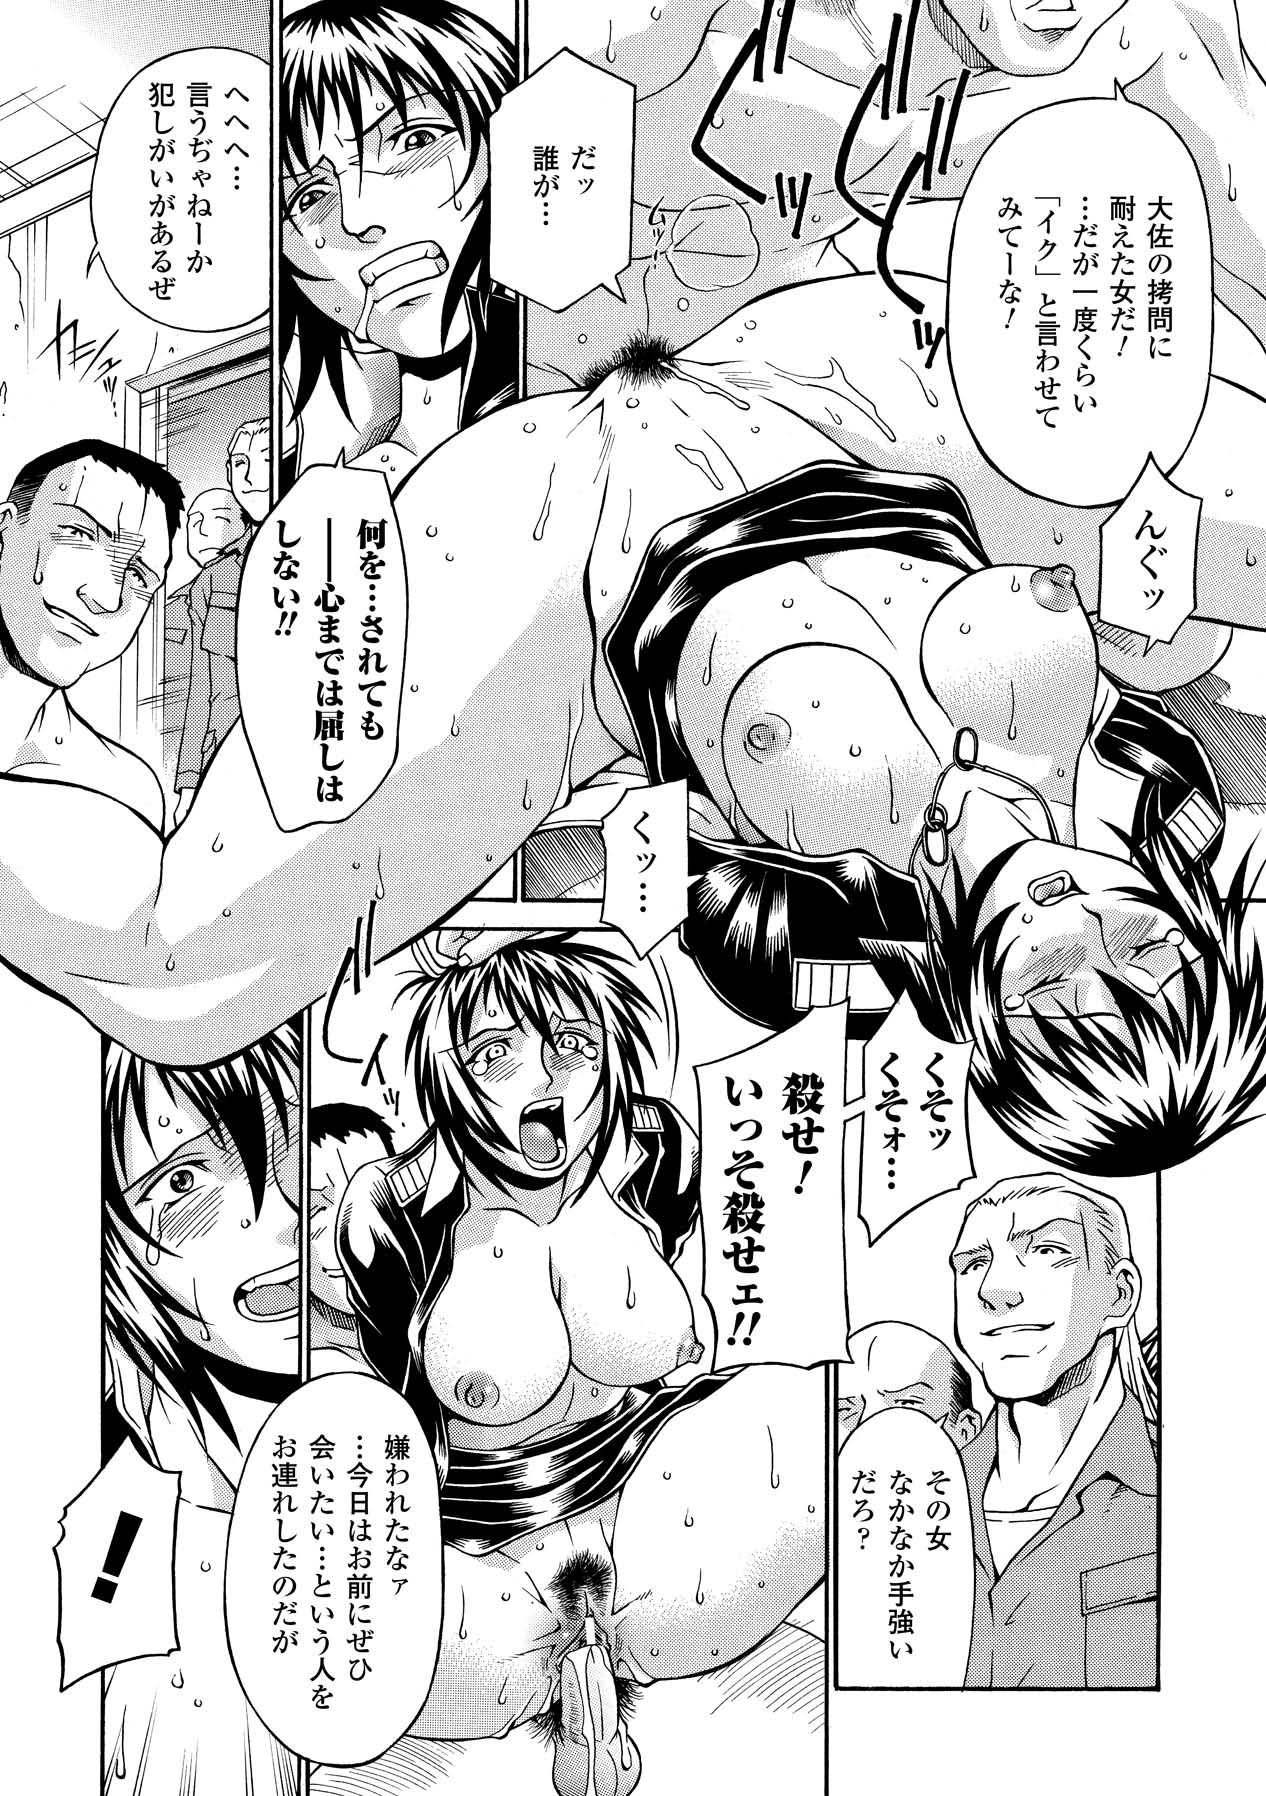 大佐の拷問に
耐えた女だ！
…だが一度くらい
「イク」と言わせて
みてーな！
んぐッ
だッ
誰が…
何を…されても
――心までは屈しは
しない!!
へへへ…
言うぢゃねーか
犯しがいがあるぜ
くソッ
くそォ…
その女
なかなか手強い
だろ？
くッ…
殺せ！
いっそ殺せェ!!
嫌われたなァ
…今日はお前にぜひ
会いたい…という人を
お連れしたのだが
！